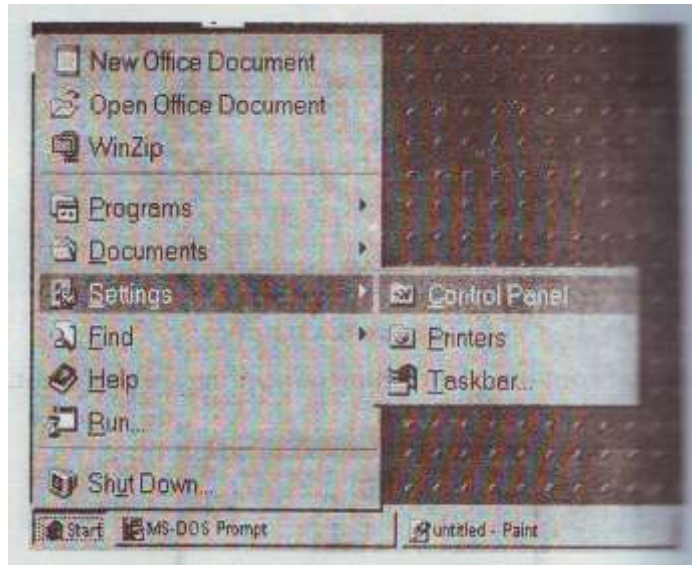 New Office Document
Open Office Document
WinZip
Programs
Documents
Settings
Control Panel
Find
Printers
Help
Taskbar...
Run...
Shut Down...
Start MS-DOS Prompt untitled - Paint